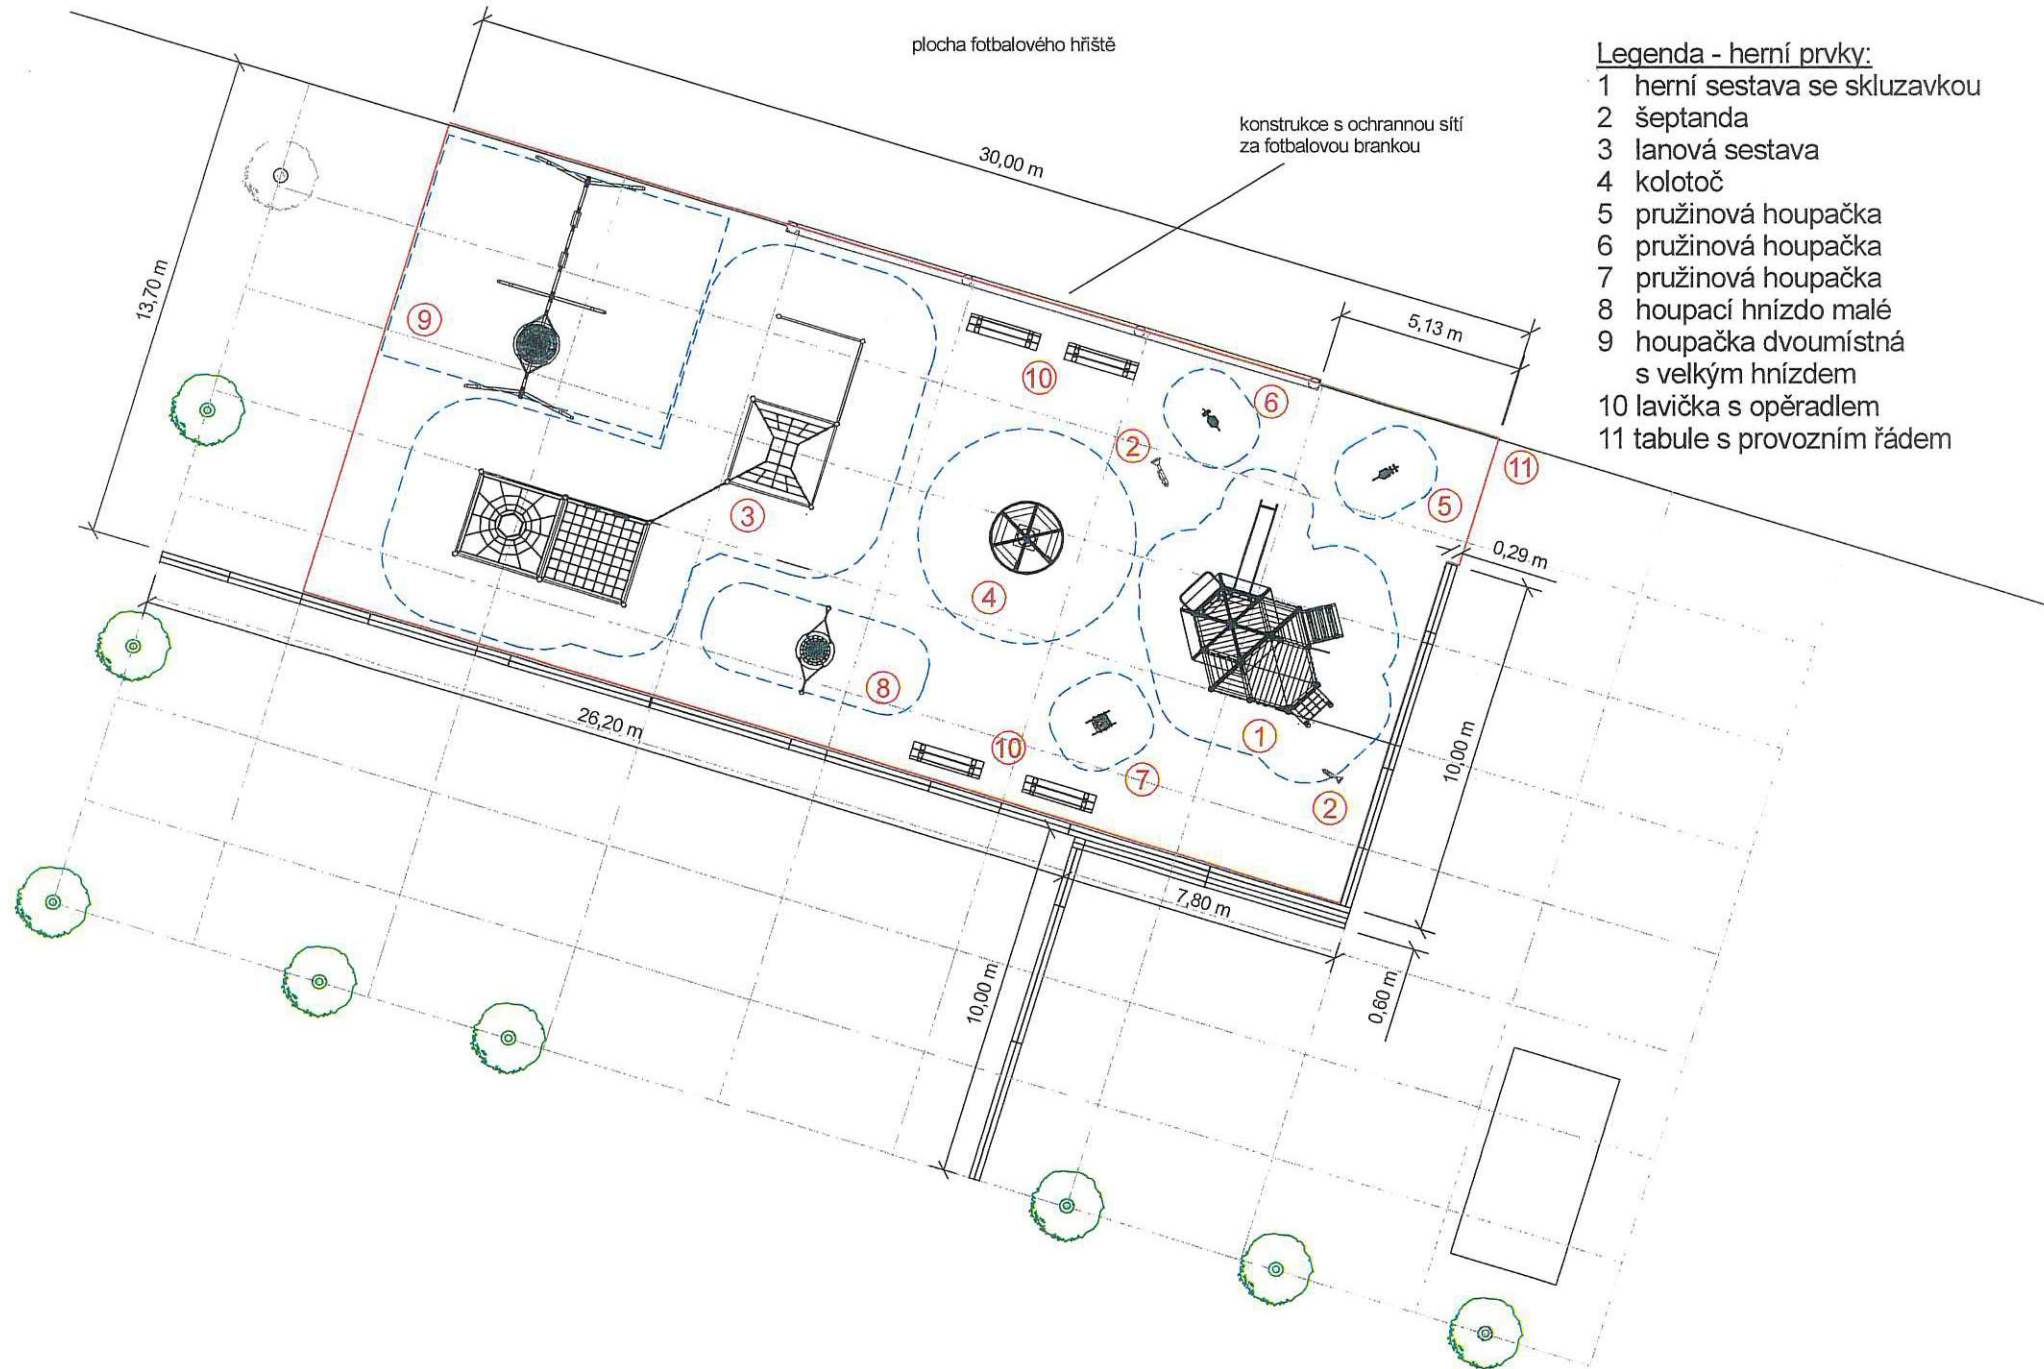 plocha fotbalového hřiště
konstrukce s ochrannou sítí
za fotbalovou brankou
Legenda - herní prvky:
1 herní sestava se skluzavkou
2 šeptanda
3 lanová sestava
4 kolotoč
5 pružinová houpačka
6 pružinová houpačka
7 pružinová houpačka
8 houpací hnízdo malé
9 houpačka dvoumístná
s velkým hnízdem
10 lavička s opěradlem
11 tabule s provozním řádem
30,00 m
13,70 m
5,13 m
9
10
6
2
11
5
3
0,29 m
4
8
26,20 m
10
7
1
2
10,00 m
7,80 m
10,00 m
0,60 m